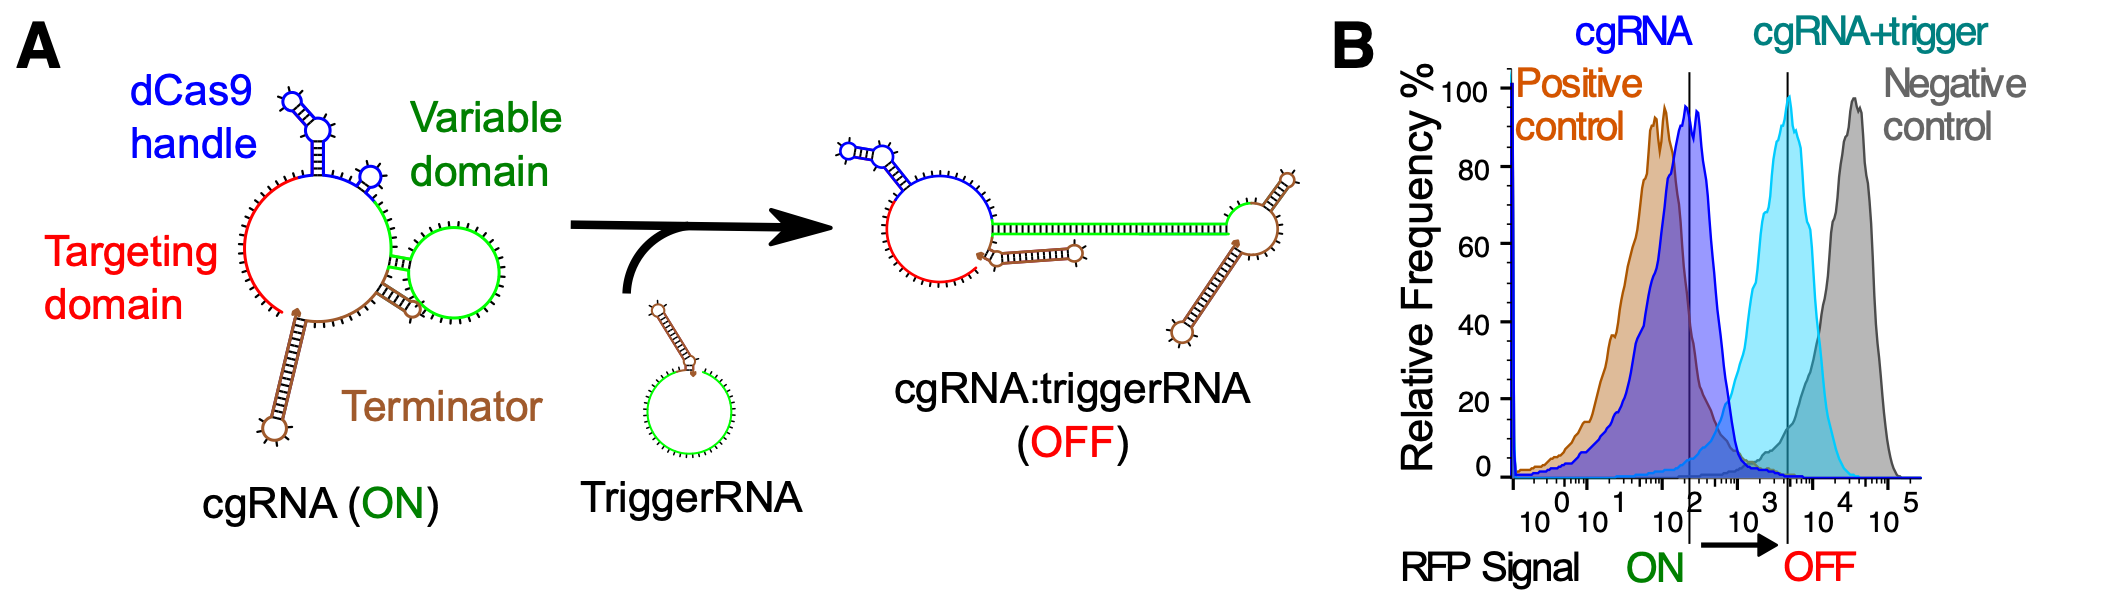 A
dCas9
handle
Variable
domain
Targeting
domain
Terminator
cgRNA (ON)
TriggerRNA
cgRNA:triggerRNA
(OFF)
B
cgRNA
cgRNA+trigger
Positive
control
Negative
control
Relative Frequency %
100
80
60
40
20
0
10^0 10^1 10^2 10^3 10^4 10^5
RFP Signal
ON
OFF